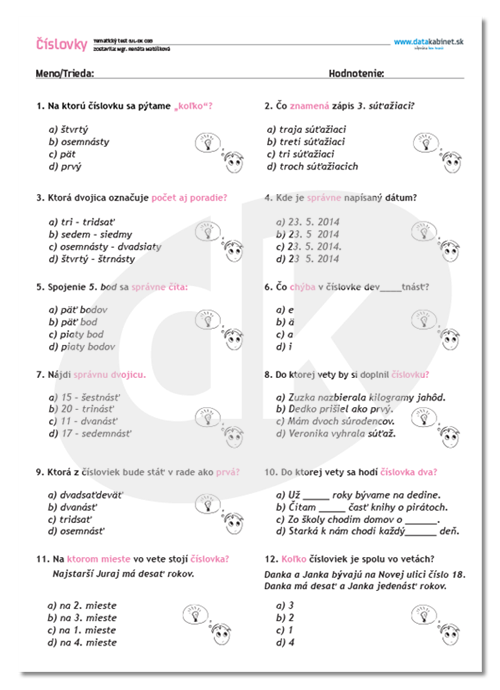 Číslovky
Tematický test
zostavila: Mgr. Renáta
www.datakabinet.sk
Meno/Trieda:
Hodnotenie:
1. Na ktorú číslovku sa pýtame „koľko“?
a) štvrtý
b) osemnásty
c) päť
d) prvý
2. Čo znamená zápis 3. súťažiaci?
a) traja súťažiaci
b) tretí súťažiaci
c) tri súťažiaci
d) troch súťažiacich
3. Ktorá dvojica označuje počet aj poradie?
a) tri - tridsať
b) sedem - siedmy
c) osemnásty - dvadsiaty
d) štvrtý - štrnásty
4. Kde je správne napísaný dátum?
a) 23. 5. 2014
b) 23. 5 2014
c) 23. 5. 2014.
d) 23 5 2014
5. Spojenie 5. bod sa správne číta:
a) päť bodov
b) päť bod
c) piaty bod
d) piaty bodov
6. Čo chýba v číslovke dev____tnásť?
a) e
b) ä
c) a
d) i
7. Nájdi správnu dvojicu.
a) 15 - šestnásť
b) 20 - trinásť
c) 11 - dvanásť
d) 17 - sedemnásť
8. Do ktorej vety by si doplnil číslovku?
a) Zuzka nazbierala kilogramy jahôd.
b) Dedko prišiel ako prvý.
c) Mám dvoch súrodencov.
d) Veronika vyhrala súťaž.
9. Ktorá z čísloviek bude stáť v rade ako prvá?
a) dvadsaťdeväť
b) dvanásť
c) tridsať
d) osemnásť
10. Do ktorej vety sa hodí číslovka dva?
a) Už _____ roky bývame na dedine.
b) Čítam _____ časť knihy o pirátoch.
c) Zo školy chodím domov o ______.
d) Starká k nám chodí každý______ deň.
11. Na ktorom mieste vo vete stojí číslovka?
Najstarší Juraj má desať rokov.
a) na 2. mieste
b) na 3. mieste
c) na 1. mieste
d) na 4. mieste
12. Koľko čísloviek je spolu vo vetách?
Danka a Janka bývajú na Novej ulici číslo 18.
Danka má desať a Janka jedenásť rokov.
a) 3
b) 2
c) 1
d) 4